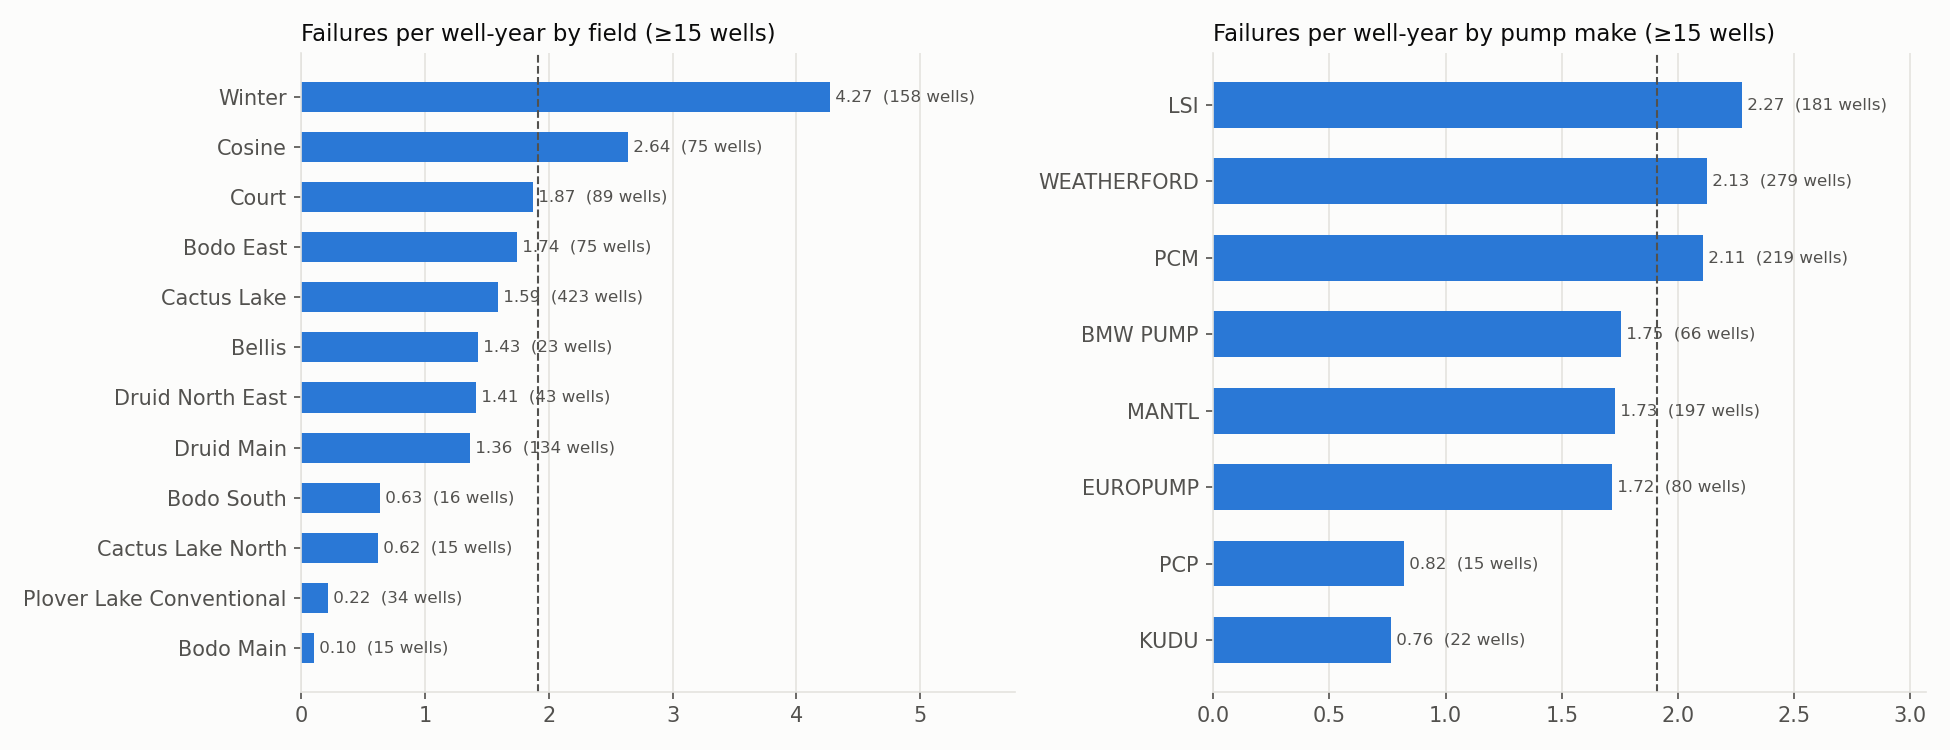 Failures per well-year by field (≥15 wells)
Winter
4.27 (158 wells)
Cosine
2.64 (75 wells)
Court
1.87 (89 wells)
Bodo East
1.74 (75 wells)
Cactus Lake
1.59 (423 wells)
Bellis
1.43 (23 wells)
Druid North East
1.41 (43 wells)
Druid Main
1.36 (134 wells)
Bodo South
0.63 (16 wells)
Cactus Lake North
0.62 (15 wells)
Plover Lake Conventional
0.22 (34 wells)
Bodo Main
0.10 (15 wells)
0 1 2 3 4 5
Failures per well-year by pump make (≥15 wells)
LSI
2.27 (181 wells)
WEATHERFORD
2.13 (279 wells)
PCM
2.11 (219 wells)
BMW PUMP
1.75 (66 wells)
MANTL
1.73 (197 wells)
EUROPUMP
1.72 (80 wells)
PCP
0.82 (15 wells)
KUDU
0.76 (22 wells)
0.0 0.5 1.0 1.5 2.0 2.5 3.0